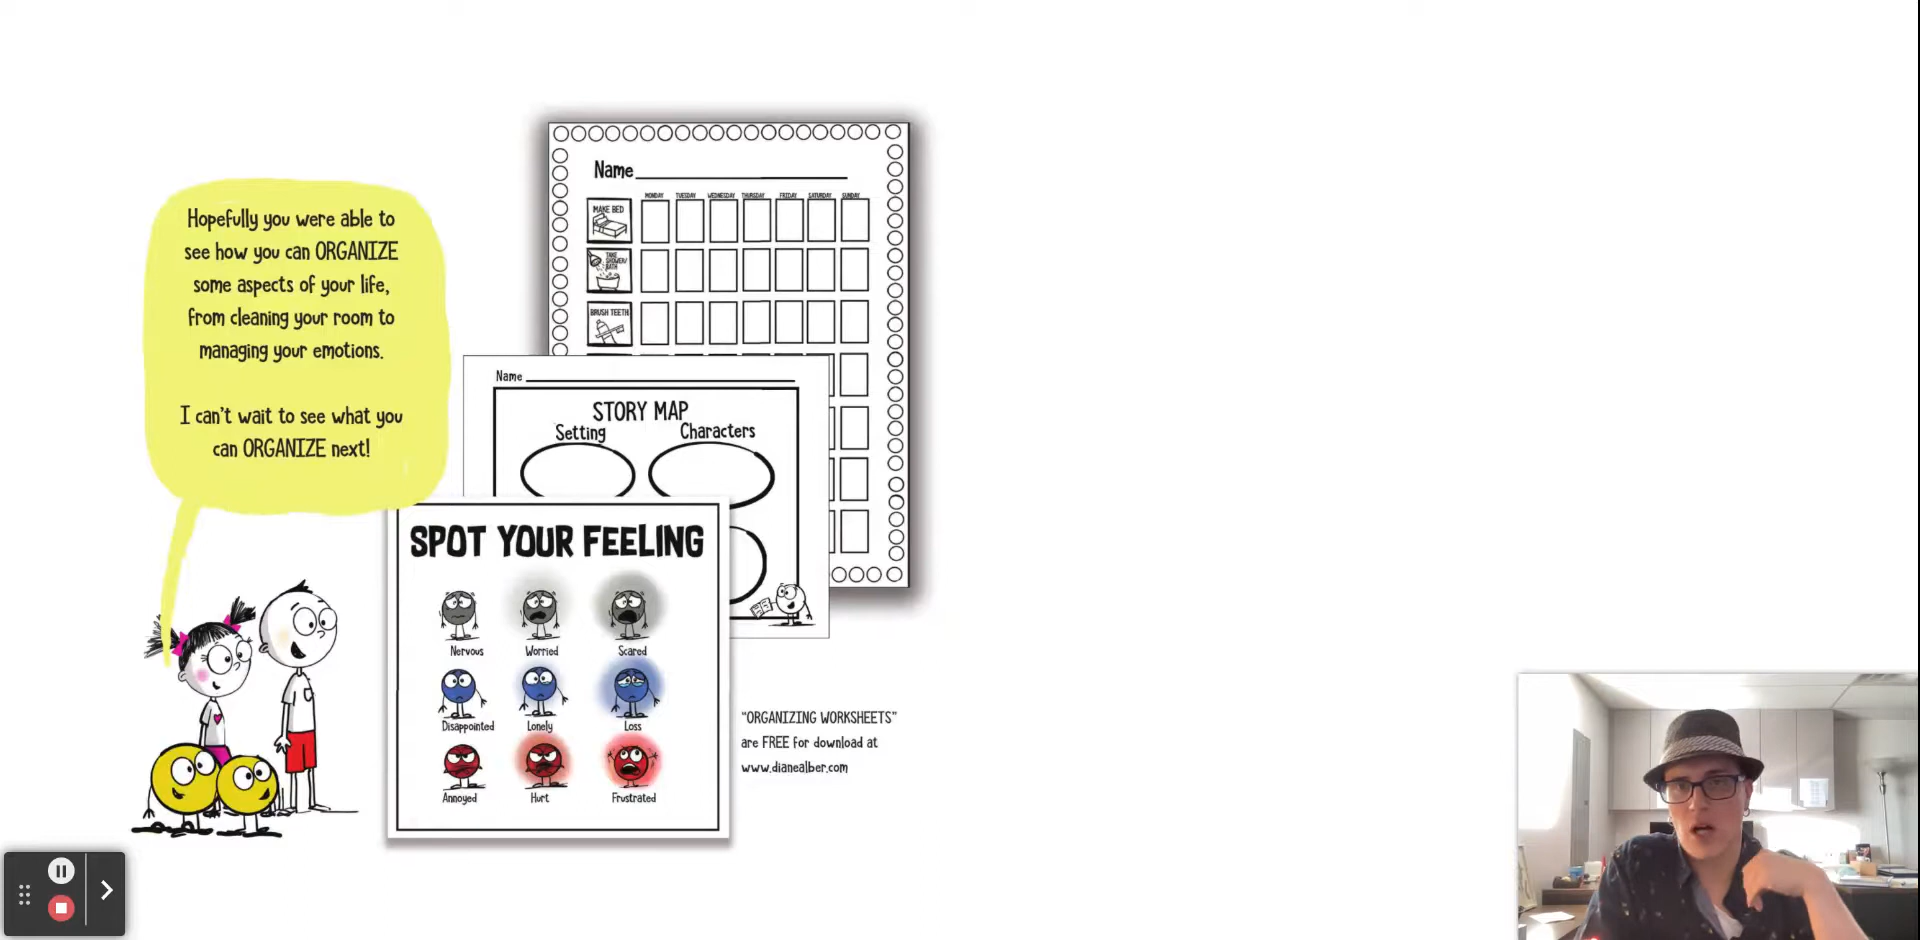 Hopefully you were able to
see how you can ORGANIZE
some aspects of your life,
from cleaning your room to
managing your emotions.
I can't wait to see what you
can ORGANIZE next!
Name
MONDAY TUESDAY WEDNESDAY THURSDAY FRIDAY SATURDAY SUNDAY
MAKE BED
TAKE
SHOWER/
BATH
BRUSH TEETH
Name
STORY MAP
Setting Characters
SPOT YOUR FEELING
Nervous Worried Scared
Disappointed Lonely Loss
Annoyed Hurt Frustrated
"ORGANIZING WORKSHEETS"
are FREE for download at
www.dianealber.com